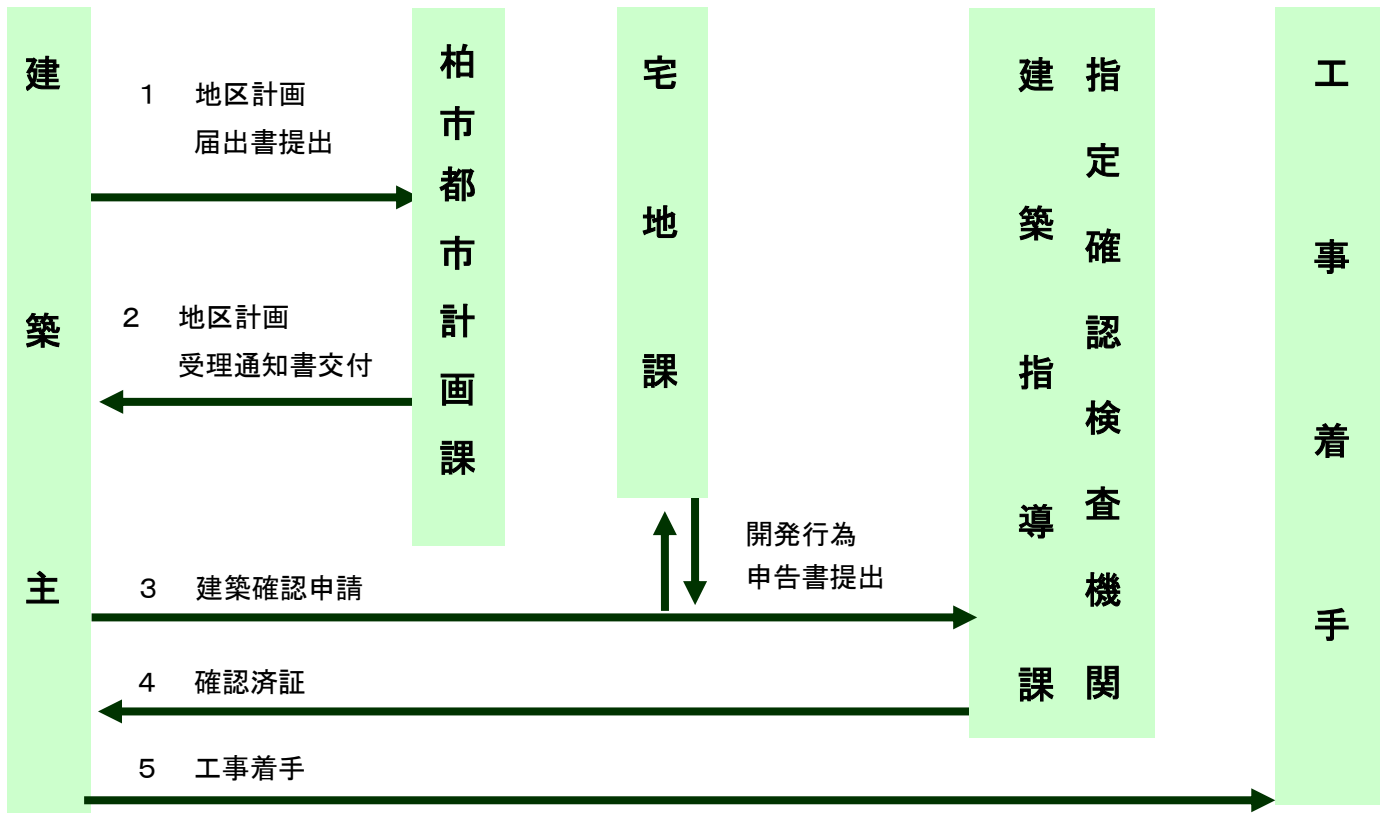 建築主
1 地区計画
届出書提出
2 地区計画
受理通知書交付
柏市都市計画課
宅地課
開発行為
申告書提出
3 建築確認申請
4 確認済証
5 工事着手
指定確認検査機関
建築指導課
工事着手